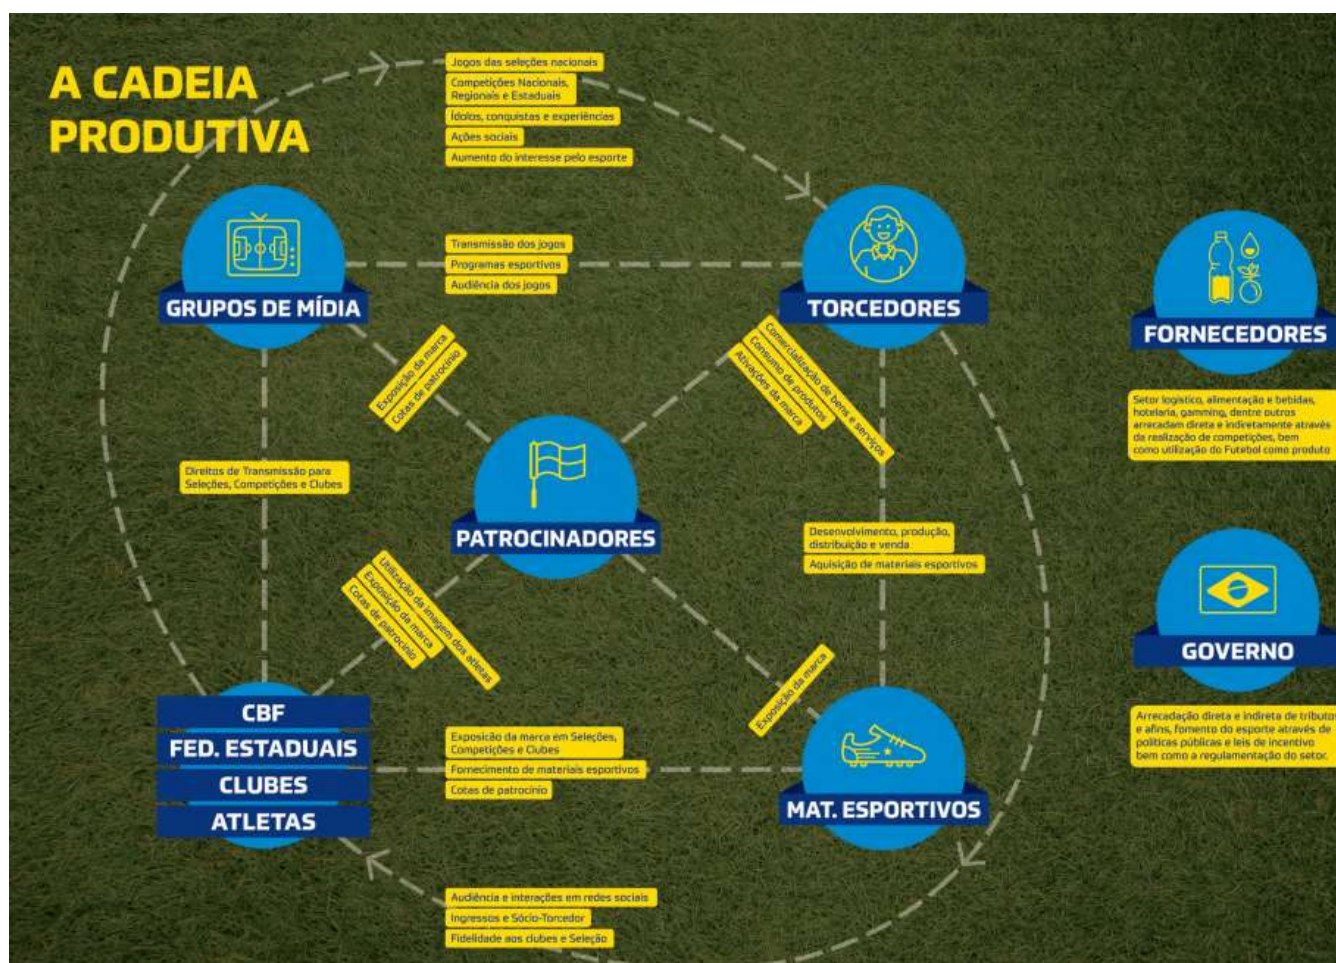 A CADEIA
PRODUTIVA
Jogos das seleções nacionais
Competições Nacionais,
Regionais e Estaduais
Ídolos, conquistas e experiências
Ações sociais
Aumento do interesse pelo esporte
GRUPOS DE MÍDIA
Transmissão dos jogos
Programas esportivos
Audiência dos jogos
TORCEDORES
FORNECEDORES
Setor logístico, alimentação e bebidas,
hotelaria, gamming, dentre outros
arrecadam direta e indiretamente através
da realização de competições, bem
como utilização do Futebol como produto
Exposição da marca
Cotas de patrocínio
Comercialização de bens e serviços
Consumo de produtos
Ativações da marca
Direitos de Transmissão para
Seleções, Competições e Clubes
PATROCINADORES
Desenvolvimento, produção,
distribuição e venda
Aquisição de materiais esportivos
Utilização da imagem dos atletas
Exposição da marca
Cotas de patrocínio
Exposição da marca
GOVERNO
Arrecadação direta e indireta de tributos
e afins, fomento do esporte através de
políticas públicas e leis de incentivo
bem como a regulamentação do setor.
CBF
FED. ESTADUAIS
CLUBES
ATLETAS
Exposicão da marca em Seleções,
Competições e Clubes
Fornecimento de materiais esportivos
Cotas de patrocínio
MAT. ESPORTIVOS
Audiência e interações em redes sociais
Ingressos e Sócio-Torcedor
Fidelidade aos clubes e Seleção